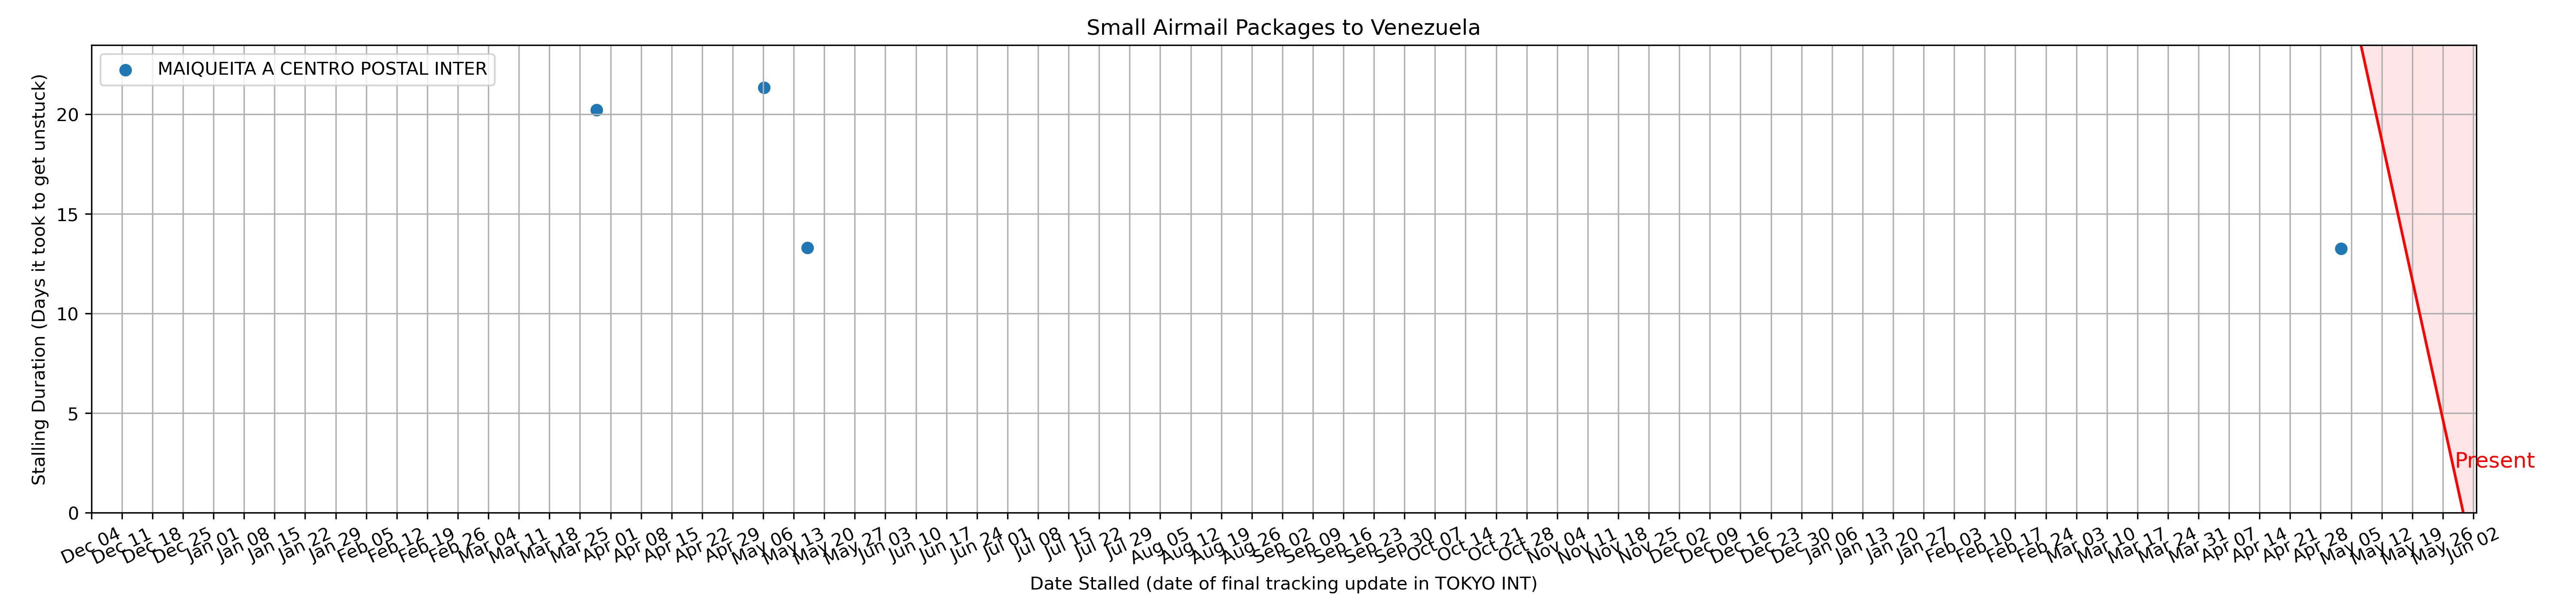 Small Airmail Packages to Venezuela
MAIQUEITA A CENTRO POSTAL INTER
Stalling Duration (Days it took to get unstuck)
20
15
10
5
0
Present
Dec 04
Dec 11
Dec 18
Dec 25
Jan 01
Jan 08
Jan 15
Jan 22
Jan 29
Feb 05
Feb 12
Feb 19
Feb 26
Mar 04
Mar 11
Mar 18
Mar 25
Apr 01
Apr 08
Apr 15
Apr 22
Apr 29
May 06
May 13
May 20
May 27
Jun 03
Jun 10
Jun 17
Jun 24
Jul 01
Jul 08
Jul 15
Jul 22
Jul 29
Aug 05
Aug 12
Aug 19
Aug 26
Sep 02
Sep 09
Sep 16
Sep 23
Sep 30
Oct 07
Oct 14
Oct 21
Oct 28
Nov 04
Nov 11
Nov 18
Nov 25
Dec 02
Dec 09
Dec 16
Dec 23
Dec 30
Jan 06
Jan 13
Jan 20
Jan 27
Feb 03
Feb 10
Feb 17
Feb 24
Mar 03
Mar 10
Mar 17
Mar 24
Mar 31
Apr 07
Apr 14
Apr 21
Apr 28
May 05
May 12
May 19
May 26
Jun 02
Date Stalled (date of final tracking update in TOKYO INT)